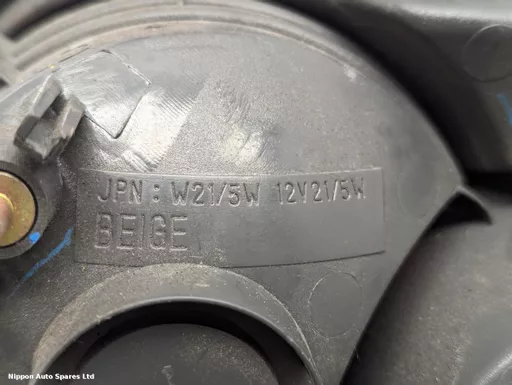 JPN: W21/5W 12V21/5W
BEIGE
Nippon Auto Spares Ltd